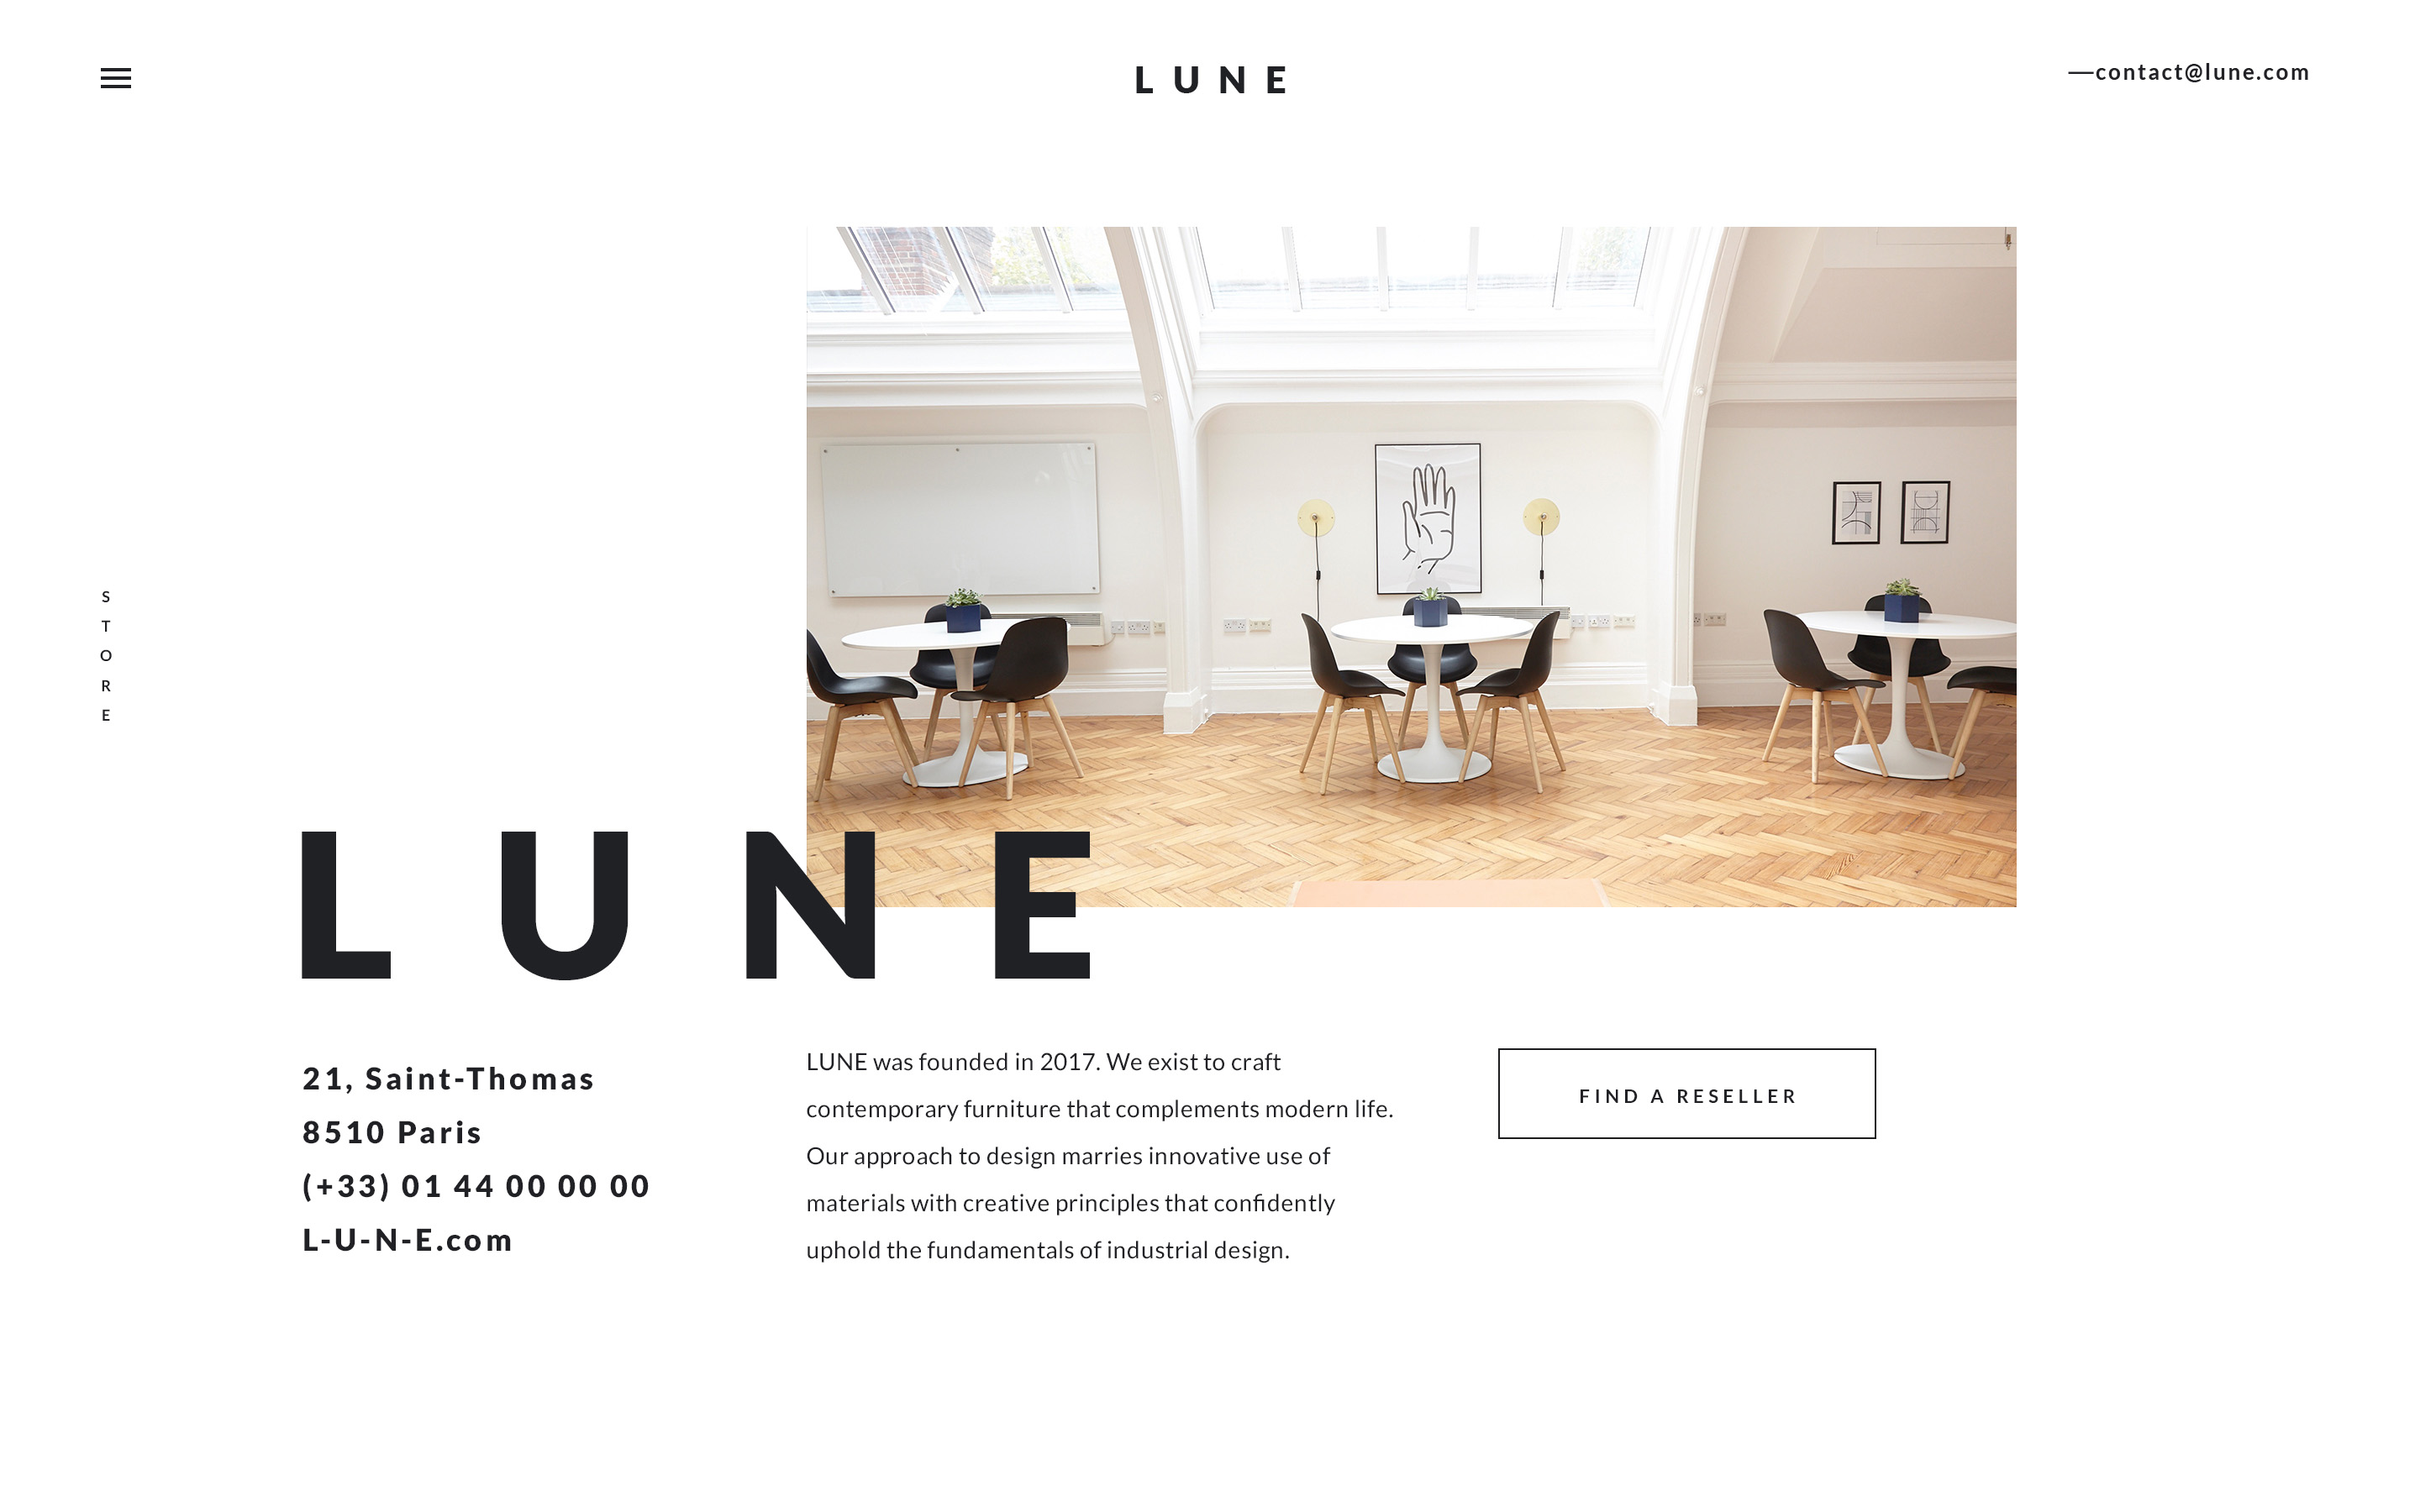 LUNE
—contact@lune.com
STORE
LUNE
21, Saint-Thomas
8510 Paris
(+33) 01 44 00 00 00
L-U-N-E.com
LUNE was founded in 2017. We exist to craft
contemporary furniture that complements modern life.
Our approach to design marries innovative use of
materials with creative principles that confidently
uphold the fundamentals of industrial design.
FIND A RESELLER